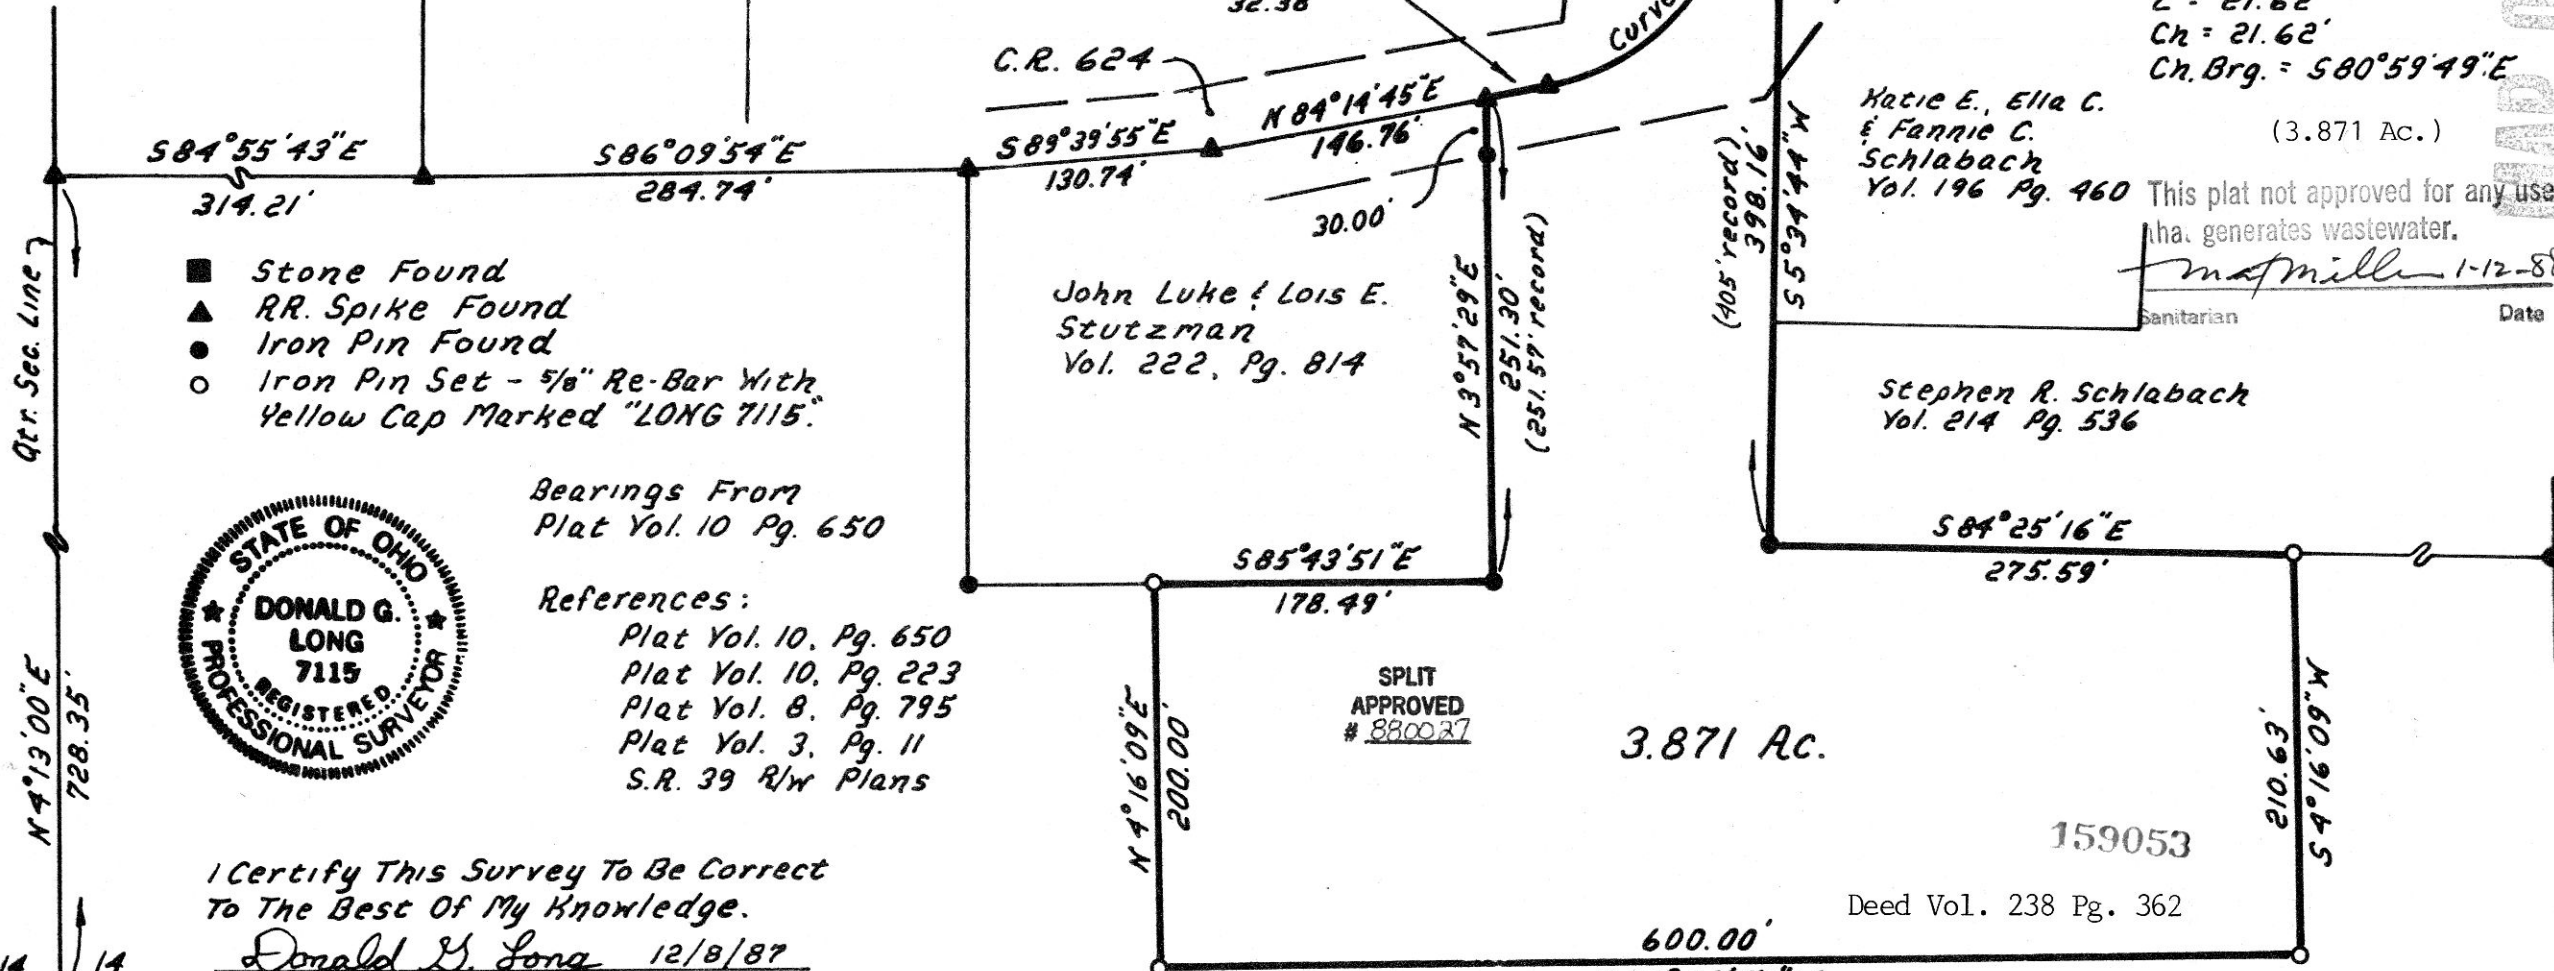 32.38
Curve
Ch = 21.62'
Ch. Brg. = S80°59'49"E
(3.871 Ac.)
C.R. 624
S84°55'43"E
314.21'
S86°09'54"E
284.74'
S89°39'55"E
130.74'
N84°14'45"E
146.76'
30.00'
Katie E., Ella C.
& Fannie C.
Schlabach
Vol. 196 Pg. 460
This plat not approved for any use
that generates wastewater.
1-12-88
Sanitarian
Date
(405' record)
398.16'
S5°34'44"W
Qtr. Sec. Line
■ Stone Found
▲ RR. Spike Found
● Iron Pin Found
○ Iron Pin Set - 5/8" Re-Bar With
Yellow Cap Marked "LONG 7115".
John Luke & Lois E.
Stutzman
Vol. 222, Pg. 814
N3°57'29"E
251.30'
(251.57' record)
Stephen R. Schlabach
Vol. 214 Pg. 536
Bearings From
Plat Vol. 10 Pg. 650
STATE OF OHIO
DONALD G.
LONG
7115
REGISTERED
PROFESSIONAL SURVEYOR
References:
Plat Vol. 10, Pg. 650
Plat Vol. 10, Pg. 223
Plat Vol. 8, Pg. 795
Plat Vol. 3, Pg. 11
S.R. 39 R/W Plans
S85°43'51"E
178.49'
S84°25'16"E
275.59'
N4°13'00"E
728.35'
N4°16'09"E
200.00'
SPLIT
APPROVED
# 880027
3.871 Ac.
210.63'
S4°16'09"W
159053
Deed Vol. 238 Pg. 362
600.00'
I Certify This Survey To Be Correct
To The Best Of My Knowledge.
Donald G. Long 12/8/87
14 14